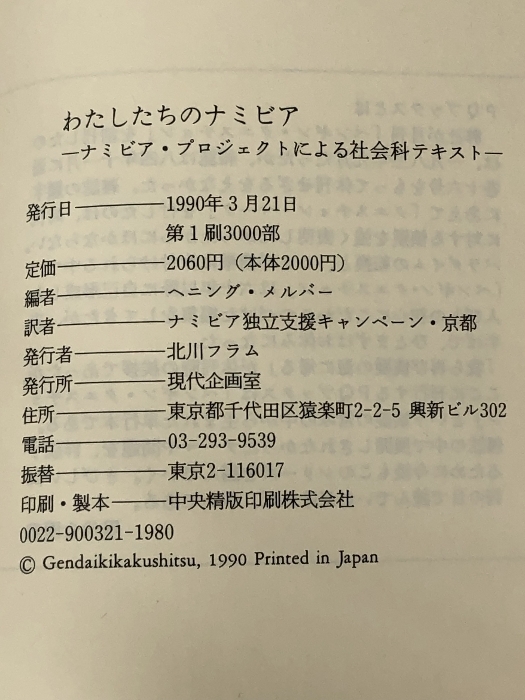 わたしたちのナミビア
―ナミビア・プロジェクトによる社会科テキスト―
発行日―――――1990年3月21日
第1刷3000部
定価―――――2060円（本体2000円）
編者―――――ヘニング・メルバー
訳者―――――ナミビア独立支援キャンペーン・京都
発行者―――――北川フラム
発行所―――――現代企画室
住所―――――東京都千代田区猿楽町2-2-5 興新ビル302
電話―――――03-293-9539
振替―――――東京2-116017
印刷・製本―――中央精版印刷株式会社
0022-900321-1980
© Gendaikikakushitsu, 1990 Printed in Japan